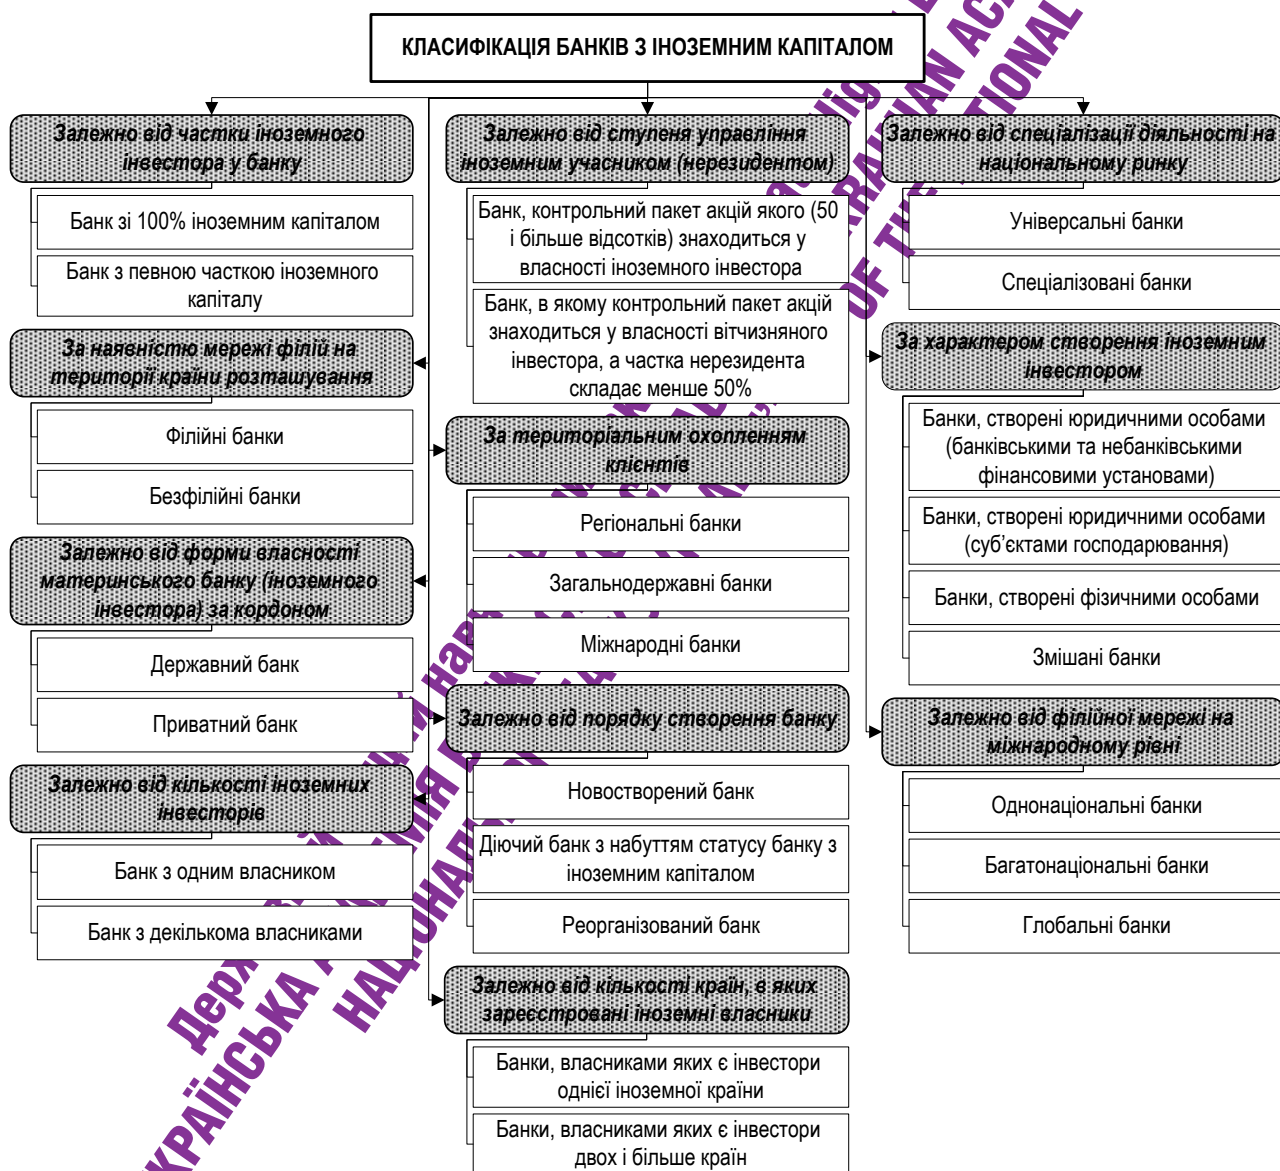 КЛАСИФІКАЦІЯ БАНКІВ З ІНОЗЕМНИМ КАПІТАЛОМ
Залежно від частки іноземного
інвестора у банку
Банк зі 100% іноземним капіталом
Банк з певною часткою іноземного
капіталу
За наявністю мережі філій на
території країни розташування
Філійні банки
Безфілійні банки
Залежно від форми власності
материнського банку (іноземного
інвестора) за кордоном
Державний банк
Приватний банк
Залежно від кількості іноземних
інвесторів
Банк з одним власником
Банк з декількома власниками
Залежно від ступеня управління
іноземним учасником (нерезидентом)
Банк, контрольний пакет акцій якого (50
і більше відсотків) знаходиться у
власності іноземного інвестора
Банк, в якому контрольний пакет акцій
знаходиться у власності вітчизняного
інвестора, а частка нерезидента
складає менше 50%
За територіальним охопленням
клієнтів
Регіональні банки
Загальнодержавні банки
Міжнародні банки
Залежно від порядку створення банку
Новостворений банк
Діючий банк з набуттям статусу банку з
іноземним капіталом
Реорганізований банк
Залежно від кількості країн, в яких
зареєстровані іноземні власники
Банки, власниками яких є інвестори
однієї іноземної країни
Банки, власниками яких є інвестори
двох і більше країн
Залежно від спеціалізації діяльності на
національному ринку
Універсальні банки
Спеціалізовані банки
За характером створення іноземним
інвестором
Банки, створені юридичними особами
(банківськими та небанківськими
фінансовими установами)
Банки, створені юридичними особами
(суб’єктами господарювання)
Банки, створені фізичними особами
Змішані банки
Залежно від філійної мережі на
міжнародному рівні
Однонаціональні банки
Багатонаціональні банки
Глобальні банки
OF THE